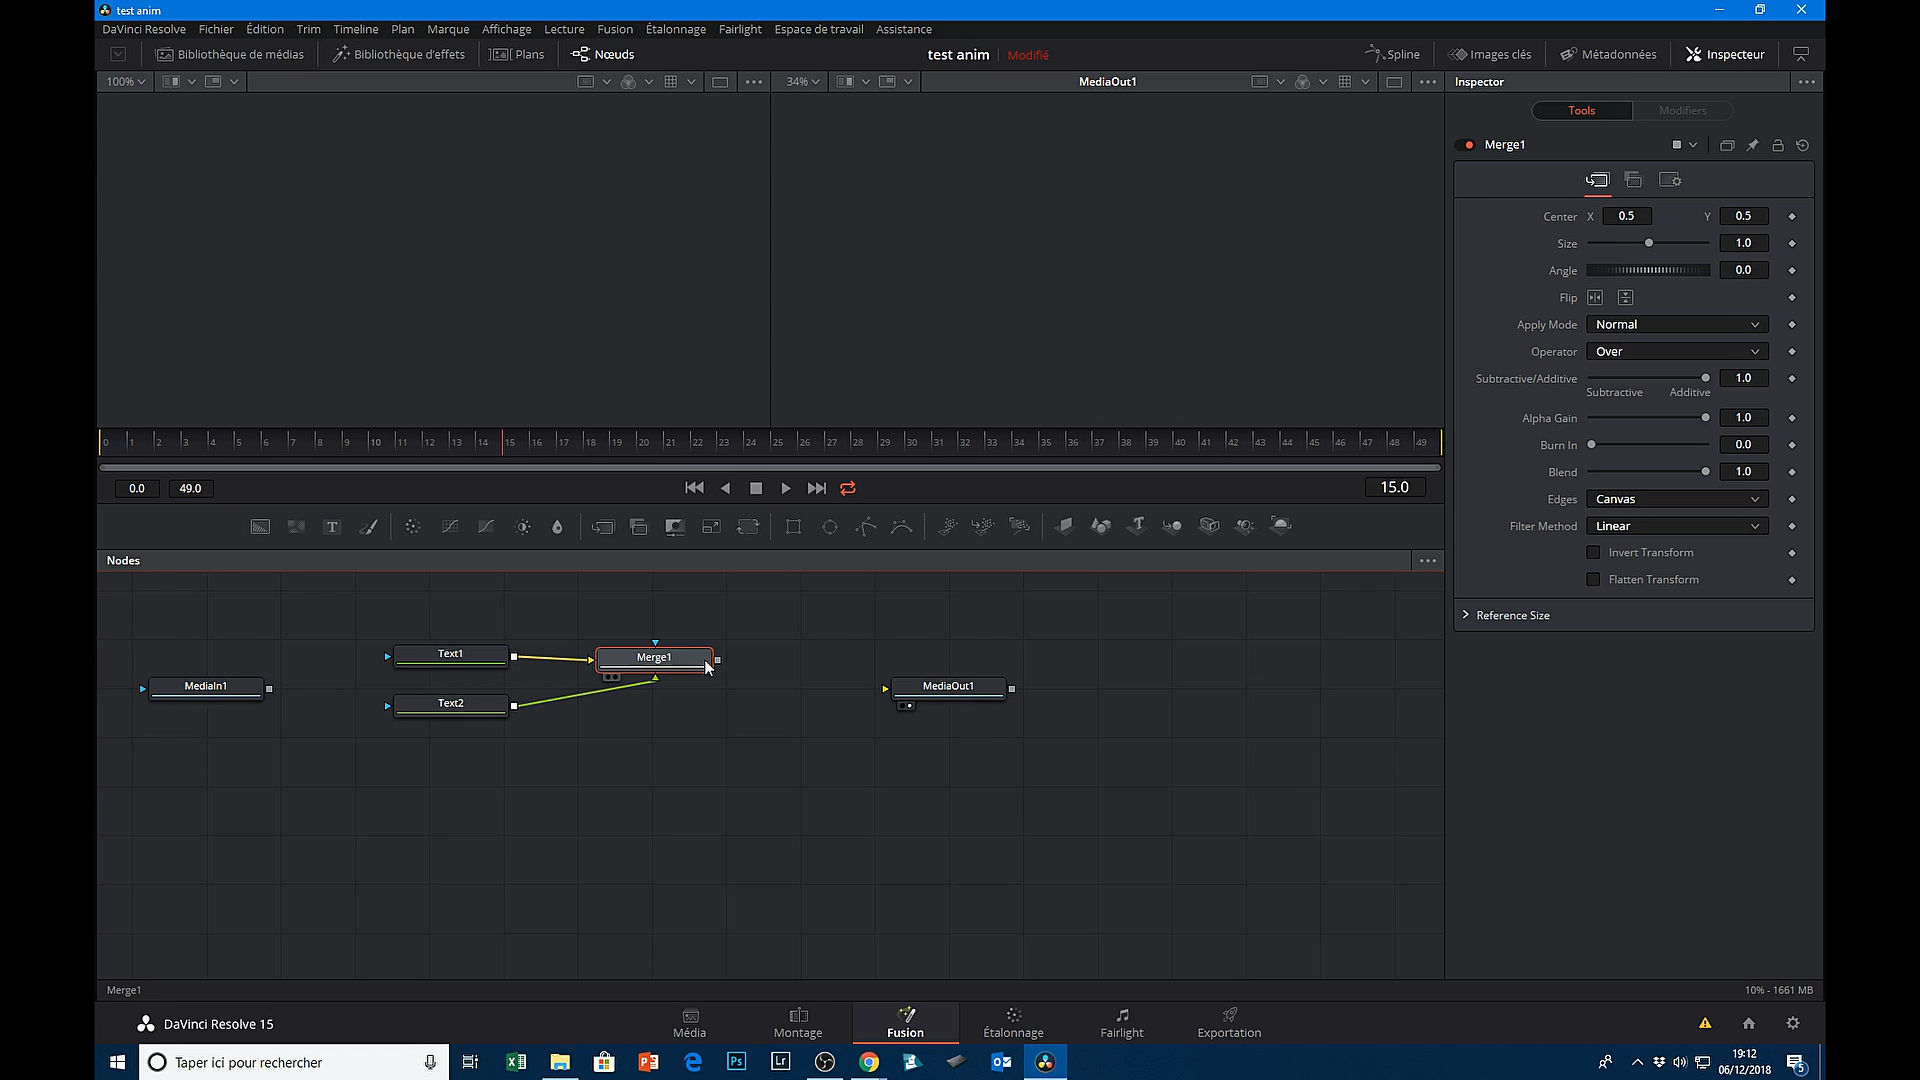 test anim
DaVinci Resolve Fichier Édition Trim Timeline Plan Marque Affichage Lecture Fusion Étalonnage Fairlight Espace de travail Assistance
Bibliothèque de médias Bibliothèque d'effets Plans Nœuds test anim Modifié Spline Images clés Métadonnées Inspecteur
100% 34% MediaOut1 Inspector
Tools Modifiers
Merge1
Center X 0.5 Y 0.5
Size 1.0
Angle 0.0
Flip
Apply Mode Normal
Operator Over
Subtractive/Additive 1.0
Subtractive Additive
Alpha Gain 1.0
Burn In 0.0
Blend 1.0
Edges Canvas
Filter Method Linear
Invert Transform
Flatten Transform
Reference Size
0 1 2 3 4 5 6 7 8 9 10 11 12 13 14 15 16 17 18 19 20 21 22 23 24 25 26 27 28 29 30 31 32 33 34 35 36 37 38 39 40 41 42 43 44 45 46 47 48 49
0.0 49.0 15.0
T
Nodes
Text1 Merge1
MediaIn1 MediaOut1
Text2
Merge1 10% - 1661 MB
DaVinci Resolve 15 Média Montage Fusion Étalonnage Fairlight Exportation
Taper ici pour rechercher Ps Lr 19:12
06/12/2018 5